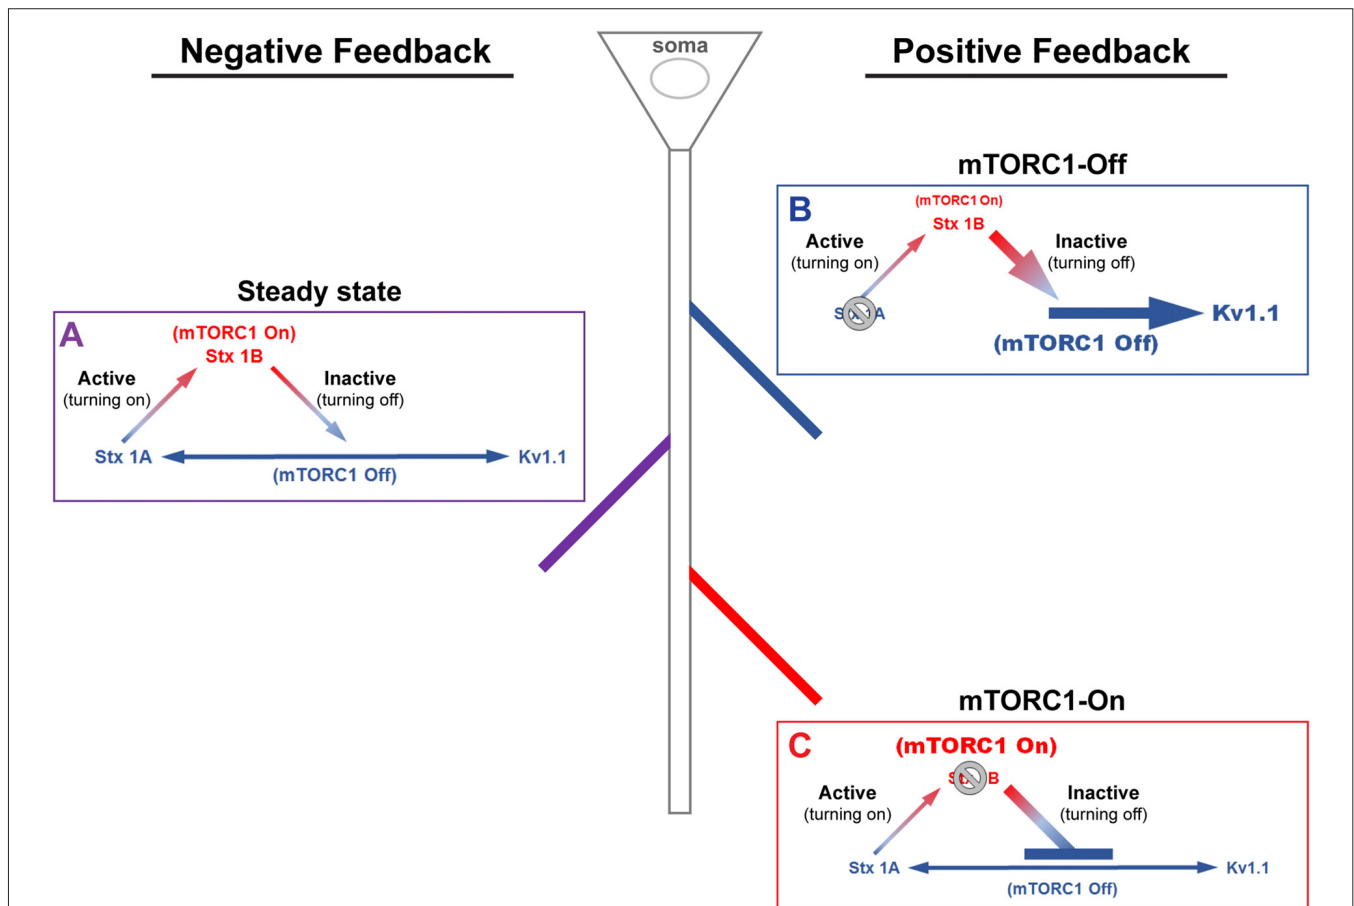 Negative Feedback
soma
Positive Feedback
mTORC1-Off
B
(mTORC1 On)
Stx 1B
Active
(turning on)
Inactive
(turning off)
Kv1.1
(mTORC1 Off)
Steady state
A
(mTORC1 On)
Stx 1B
Active
(turning on)
Inactive
(turning off)
Stx 1A
Kv1.1
(mTORC1 Off)
mTORC1-On
C
(mTORC1 On)
Active
(turning on)
Inactive
(turning off)
Stx 1A
Kv1.1
(mTORC1 Off)